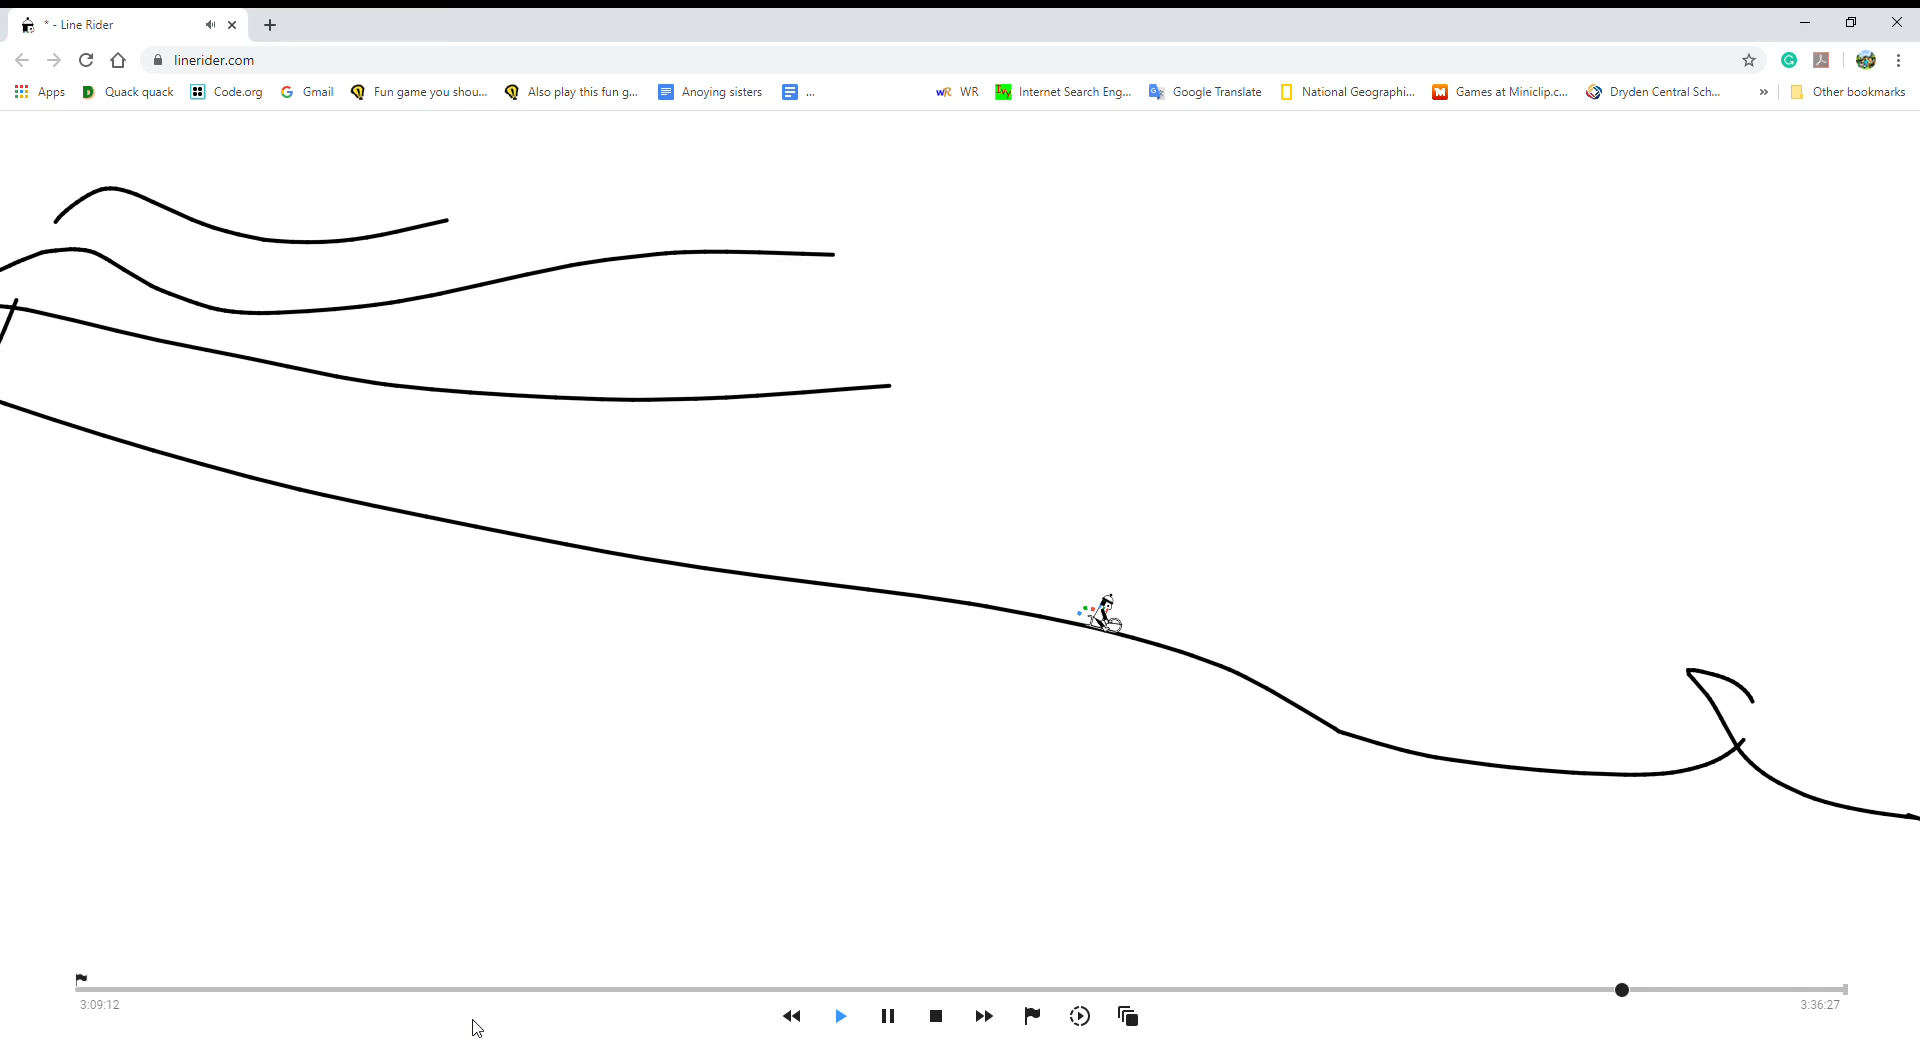 * - Line Rider
linerider.com
Apps Quack quack Code.org Gmail Fun game you shou... Also play this fun g... Anoying sisters ... WR Internet Search Eng... Google Translate National Geographi... Games at Miniclip.c... Dryden Central Sch... » Other bookmarks
3:09:12 3:36:27